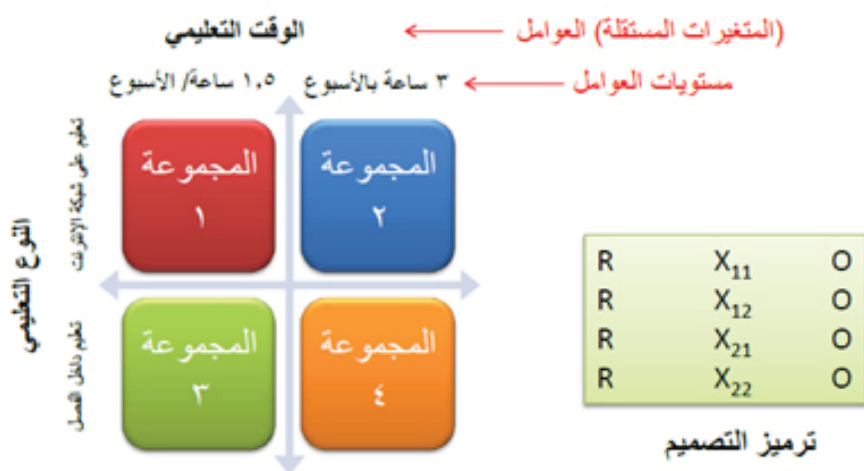 الوقت التعليمي
(المتغيرات المستقلة) العوامل
١,٥ ساعة/ الأسبوع
٣ ساعة بالأسبوع
مستويات العوامل
النوع التعليمي
تعليم على شبكة الإنترنت
تعليم داخل الفصل
المجموعة
١
المجموعة
٢
المجموعة
٣
المجموعة
٤
R X₁₁ O
R X₁₂ O
R X₂₁ O
R X₂₂ O
ترميز التصميم